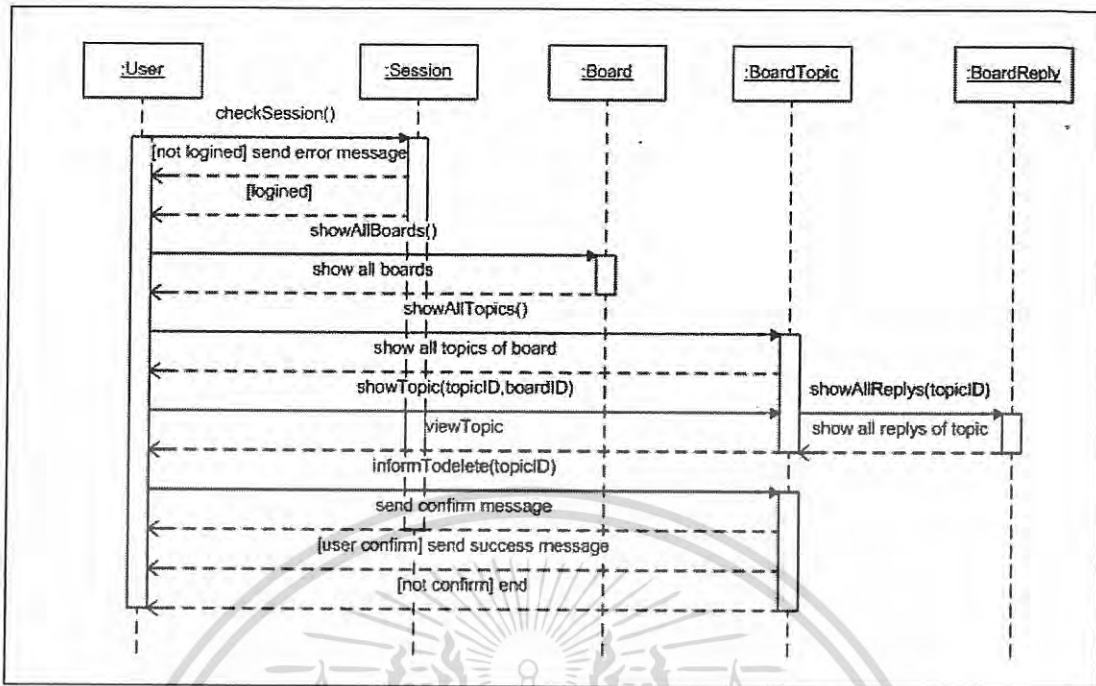 :User
:Session
:Board
:BoardTopic
:BoardReply
checkSession()
[not logined] send error message
[logined]
showAllBoards()
show all boards
showAllTopics()
show all topics of board
showTopic(topicID,boardID)
showAllReplys(topicID)
viewTopic
show all replys of topic
informTodelete(topicID)
send confirm message
[user confirm] send success message
[not confirm] end